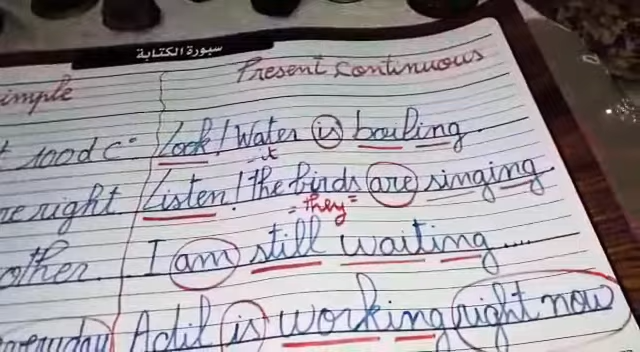 سبورة الكتابة
imple Present Continuous
100d c° Look! Water is boiling
it
re right Listen! the birds are singing
= they =
other. I am still waiting....
everyday Adil is working right now